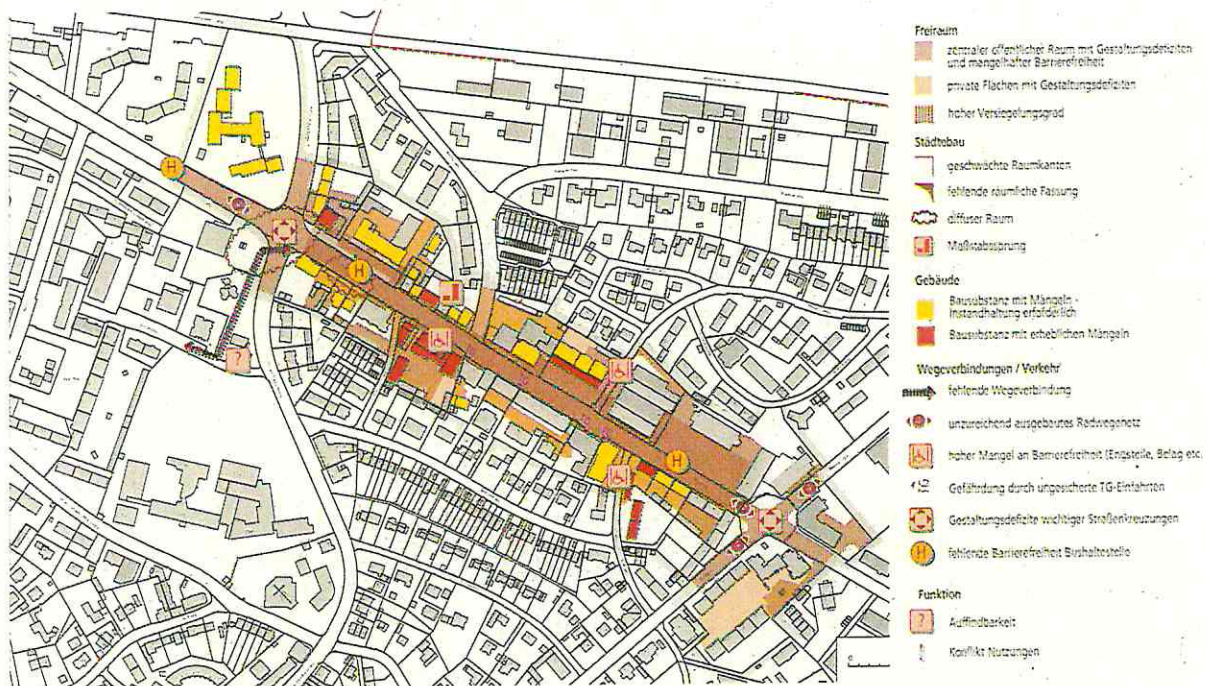 Freiraum
zentraler öffentlicher Raum mit Gestaltungsdefiziten
und mangelhafter Barrierefreiheit
private Flächen mit Gestaltungsdefiziten
hoher Versiegelungsgrad
Städtebau
geschwächte Raumkanten
fehlende räumliche Fassung
diffuser Raum
Maßstabssprung
Gebäude
Bausubstanz mit Mängeln -
Instandhaltung erforderlich
Bausubstanz mit erheblichen Mängeln
Wegeverbindungen / Verkehr
fehlende Wegeverbindung
unzureichend ausgebautes Radwegenetz
hoher Mangel an Barrierefreiheit (Engstelle, Belag etc.
TG Gefährdung durch ungesicherte TG-Einfahrten
Gestaltungsdefizite wichtiger Straßenkreuzungen
H fehlende Barrierefreiheit Bushaltestelle
Funktion
? Auffindbarkeit
Konflikt Nutzungen
H
H
?
H